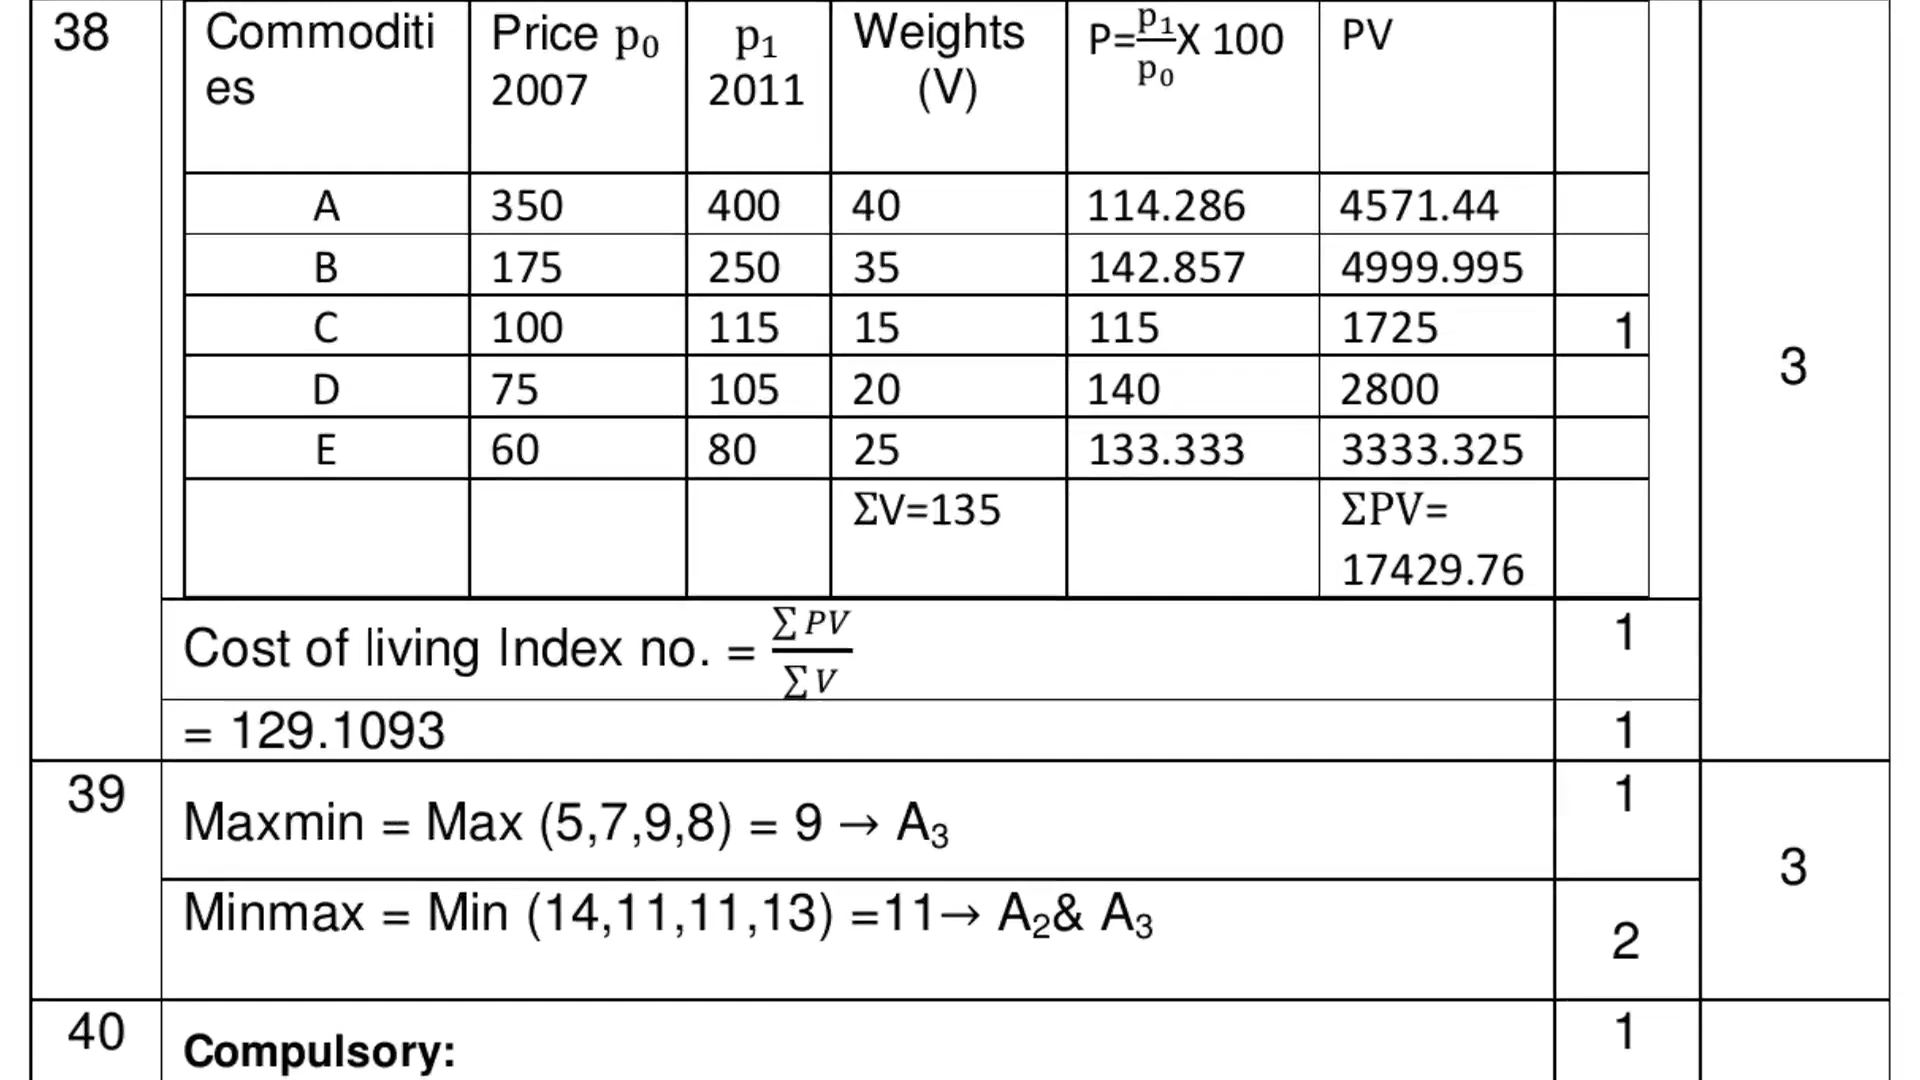 38 Commoditi Price p₀ p₁ Weights P=p₁/p₀X 100 PV
es 2007 2011 (V)
A 350 400 40 114.286 4571.44
B 175 250 35 142.857 4999.995
C 100 115 15 115 1725 1
3
D 75 105 20 140 2800
E 60 80 25 133.333 3333.325
ΣV=135 ΣPV=
17429.76
Cost of living Index no. = ∑PV/∑V 1
= 129.1093 1
39 Maxmin = Max (5,7,9,8) = 9 → A₃ 1
3
Minmax = Min (14,11,11,13) =11→ A₂& A₃ 2
40 Compulsory: 1